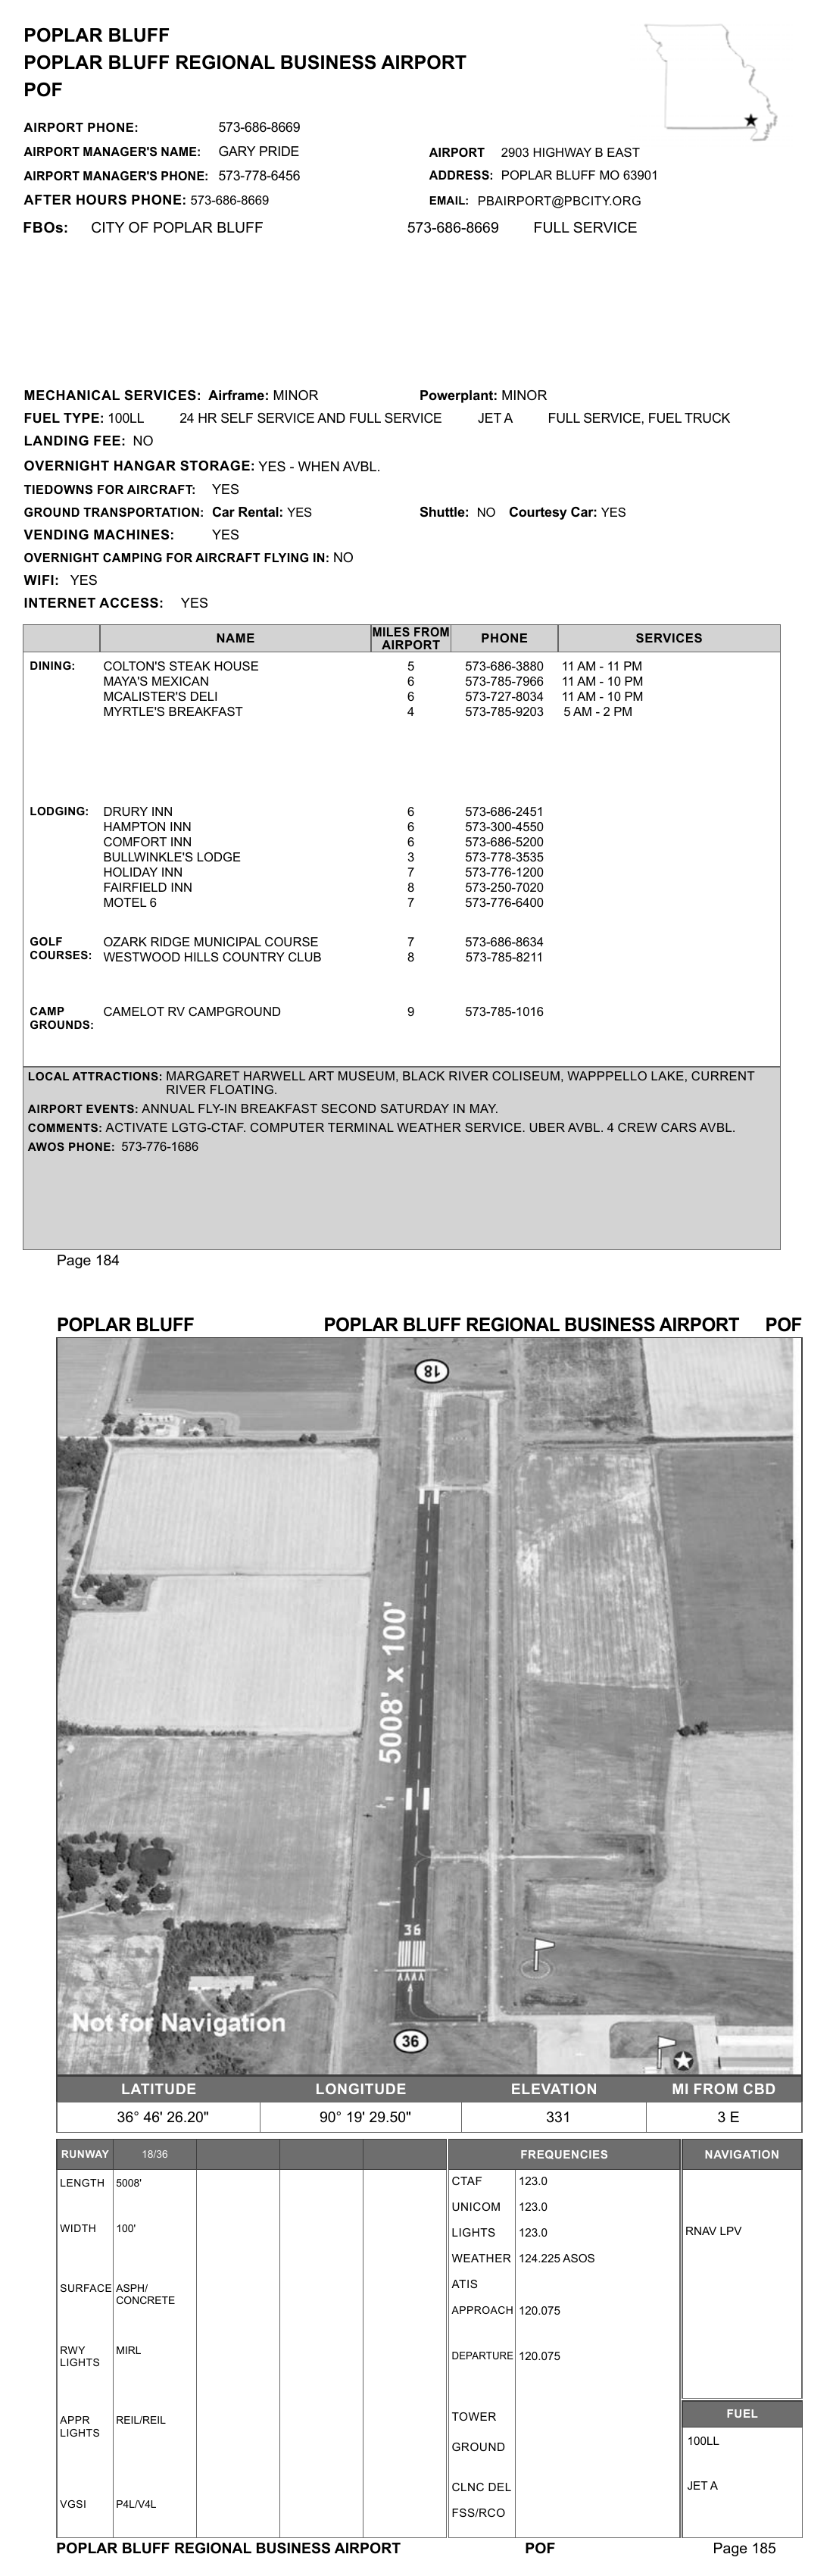 POPLAR BLUFF
POPLAR BLUFF REGIONAL BUSINESS AIRPORT
POF
AIRPORT PHONE: 573-686-8669
AIRPORT MANAGER'S NAME: GARY PRIDE AIRPORT 2903 HIGHWAY B EAST
AIRPORT MANAGER'S PHONE: 573-778-6456 ADDRESS: POPLAR BLUFF MO 63901
AFTER HOURS PHONE: 573-686-8669 EMAIL: PBAIRPORT@PBCITY.ORG
FBOs: CITY OF POPLAR BLUFF 573-686-8669 FULL SERVICE
MECHANICAL SERVICES: Airframe: MINOR Powerplant: MINOR
FUEL TYPE: 100LL 24 HR SELF SERVICE AND FULL SERVICE JET A FULL SERVICE, FUEL TRUCK
LANDING FEE: NO
OVERNIGHT HANGAR STORAGE: YES - WHEN AVBL.
TIEDOWNS FOR AIRCRAFT: YES
GROUND TRANSPORTATION: Car Rental: YES Shuttle: NO Courtesy Car: YES
VENDING MACHINES: YES
OVERNIGHT CAMPING FOR AIRCRAFT FLYING IN: NO
WIFI: YES
INTERNET ACCESS: YES
NAME MILES FROM AIRPORT PHONE SERVICES
DINING: COLTON'S STEAK HOUSE 5 573-686-3880 11 AM - 11 PM
MAYA'S MEXICAN 6 573-785-7966 11 AM - 10 PM
MCALISTER'S DELI 6 573-727-8034 11 AM - 10 PM
MYRTLE'S BREAKFAST 4 573-785-9203 5 AM - 2 PM
LODGING: DRURY INN 6 573-686-2451
HAMPTON INN 6 573-300-4550
COMFORT INN 6 573-686-5200
BULLWINKLE'S LODGE 3 573-778-3535
HOLIDAY INN 7 573-776-1200
FAIRFIELD INN 8 573-250-7020
MOTEL 6 7 573-776-6400
GOLF OZARK RIDGE MUNICIPAL COURSE 7 573-686-8634
COURSES: WESTWOOD HILLS COUNTRY CLUB 8 573-785-8211
CAMP CAMELOT RV CAMPGROUND 9 573-785-1016
GROUNDS:
LOCAL ATTRACTIONS: MARGARET HARWELL ART MUSEUM, BLACK RIVER COLISEUM, WAPPPELLO LAKE, CURRENT
RIVER FLOATING.
AIRPORT EVENTS: ANNUAL FLY-IN BREAKFAST SECOND SATURDAY IN MAY.
COMMENTS: ACTIVATE LGTG-CTAF. COMPUTER TERMINAL WEATHER SERVICE. UBER AVBL. 4 CREW CARS AVBL.
AWOS PHONE: 573-776-1686
Page 184
POPLAR BLUFF POPLAR BLUFF REGIONAL BUSINESS AIRPORT POF
18
5008' x 100'
36
Not for Navigation
36
LATITUDE LONGITUDE ELEVATION MI FROM CBD
36° 46' 26.20" 90° 19' 29.50" 331 3 E
RUNWAY 18/36 FREQUENCIES NAVIGATION
LENGTH 5008' CTAF 123.0
UNICOM 123.0
WIDTH 100' LIGHTS 123.0 RNAV LPV
WEATHER 124.225 ASOS
SURFACE ASPH/ ATIS
CONCRETE
APPROACH 120.075
RWY MIRL DEPARTURE 120.075
LIGHTS
FUEL
APPR REIL/REIL TOWER
LIGHTS
100LL
GROUND
JET A
CLNC DEL
VGSI P4L/V4L
FSS/RCO
POPLAR BLUFF REGIONAL BUSINESS AIRPORT POF Page 185